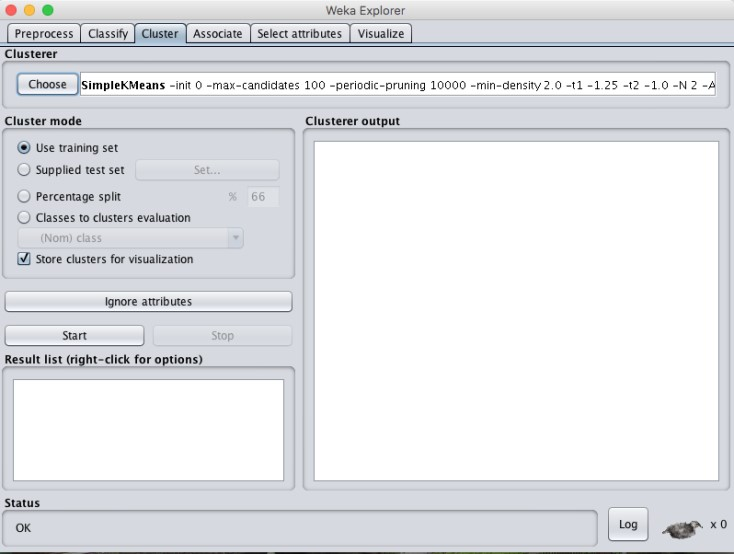 Weka Explorer
Preprocess Classify Cluster Associate Select attributes Visualize
Clusterer
Choose SimpleKMeans -init 0 -max-candidates 100 -periodic-pruning 10000 -min-density 2.0 -t1 -1.25 -t2 -1.0 -N 2 -A
Cluster mode
Use training set
Supplied test set Set...
Percentage split % 66
Classes to clusters evaluation
(Nom) class
Store clusters for visualization
Ignore attributes
Start Stop
Result list (right-click for options)
Clusterer output
Status
OK
Log x 0